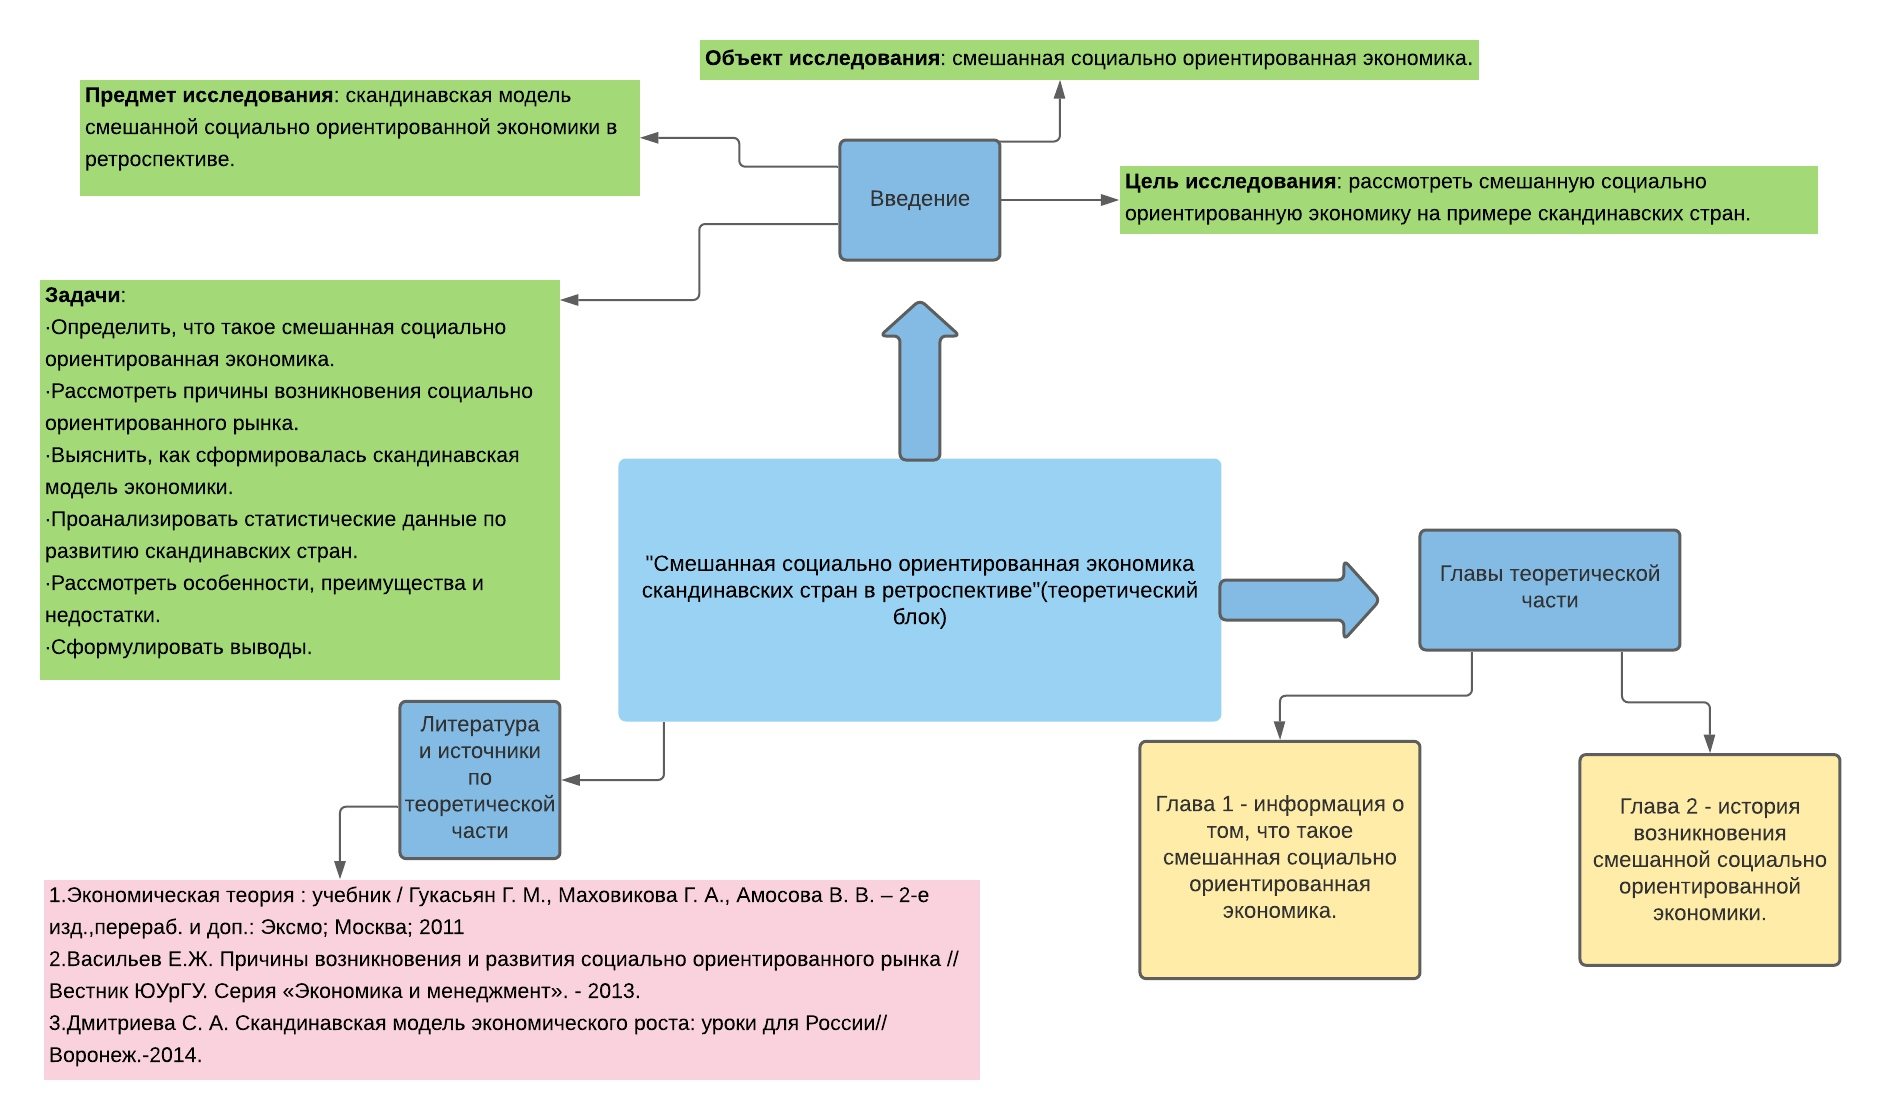 Объект исследования: смешанная социально ориентированная экономика.
Предмет исследования: скандинавская модель
смешанной социально ориентированной экономики в
ретроспективе.
Введение
Цель исследования: рассмотреть смешанную социально
ориентированную экономику на примере скандинавских стран.
Задачи:
·Определить, что такое смешанная социально
ориентированная экономика.
·Рассмотреть причины возникновения социально
ориентированного рынка.
·Выяснить, как сформировалась скандинавская
модель экономики.
·Проанализировать статистические данные по
развитию скандинавских стран.
·Рассмотреть особенности, преимущества и
недостатки.
·Сформулировать выводы.
"Смешанная социально ориентированная экономика
скандинавских стран в ретроспективе"(теоретический
блок)
Главы теоретической
части
Литература
и источники
по
теоретической
части
Глава 1 - информация о
том, что такое
смешанная социально
ориентированная
экономика.
Глава 2 - история
возникновения
смешанной социально
ориентированной
экономики.
1.Экономическая теория : учебник / Гукасьян Г. М., Маховикова Г. А., Амосова В. В. – 2-е
изд.,перераб. и доп.: Эксмо; Москва; 2011
2.Васильев Е.Ж. Причины возникновения и развития социально ориентированного рынка //
Вестник ЮУрГУ. Серия «Экономика и менеджмент». - 2013.
3.Дмитриева С. А. Скандинавская модель экономического роста: уроки для России//
Воронеж.-2014.